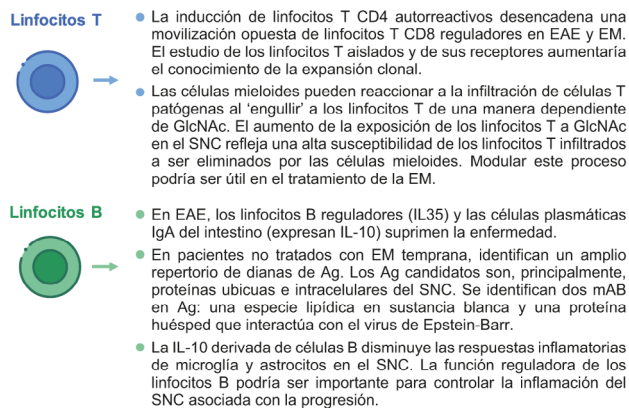 Linfocitos T
● La inducción de linfocitos T CD4 autorreactivos desencadena una
movilización opuesta de linfocitos T CD8 reguladores en EAE y EM.
El estudio de los linfocitos T aislados y de sus receptores aumentaría
el conocimiento de la expansión clonal.
● Las células mieloides pueden reaccionar a la infiltración de células T
patógenas al ‘engullir’ a los linfocitos T de una manera dependiente
de GlcNAc. El aumento de la exposición de los linfocitos T a GlcNAc
en el SNC refleja una alta susceptibilidad de los linfocitos T infiltrados
a ser eliminados por las células mieloides. Modular este proceso
podría ser útil en el tratamiento de la EM.
Linfocitos B
● En EAE, los linfocitos B reguladores (IL35) y las células plasmáticas
IgA del intestino (expresan IL-10) suprimen la enfermedad.
● En pacientes no tratados con EM temprana, identifican un amplio
repertorio de dianas de Ag. Los Ag candidatos son, principalmente,
proteínas ubicuas e intracelulares del SNC. Se identifican dos mAB
en Ag: una especie lipídica en sustancia blanca y una proteína
huésped que interactúa con el virus de Epstein-Barr.
● La IL-10 derivada de células B disminuye las respuestas inflamatorias
de microglía y astrocitos en el SNC. La función reguladora de los
linfocitos B podría ser importante para controlar la inflamación del
SNC asociada con la progresión.